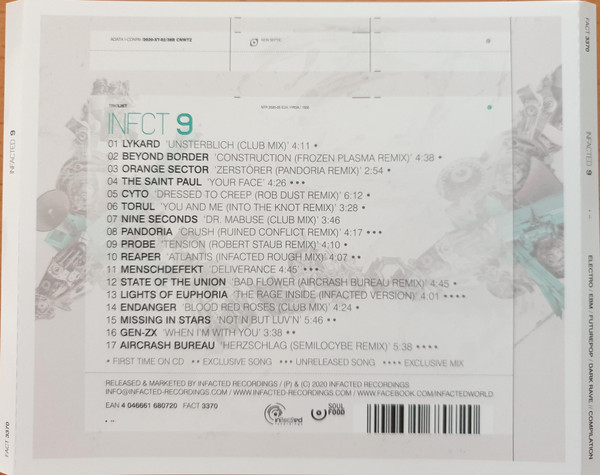 INFCT 9
01 LYKARD 'UNSTERBLICH (CLUB MIX)' 4:11 •
02 BEYOND BORDER 'CONSTRUCTION (FROZEN PLASMA REMIX)' 4:38 •
03 ORANGE SECTOR 'ZERSTÖRER (PANDORIA REMIX)' 2:54 •
04 THE SAINT PAUL 'YOUR FACE' 4:26 •••
05 CYTO 'DRESSED TO CREEP (ROB DUST REMIX)' 6:12 •
06 TORUL 'YOU AND ME (INTO THE KNOT REMIX)' 3:28 •
07 NINE SECONDS 'DR. MABUSE (CLUB MIX)' 3:46
08 PANDORIA 'CRUSH (RUINED CONFLICT REMIX)' 4:17 •••
09 PROBE 'TENSION (ROBERT STAUB REMIX)' 4:10 •
10 REAPER 'ATLANTIS (INFACTED ROUGH MIX)' 4:07 ••
11 MENSCHDEFEKT 'DELIVERANCE' 4:45 •••
12 STATE OF THE UNION 'BAD FLOWER (AIRCRASH BUREAU REMIX)' 4:45 •
13 LIGHTS OF EUPHORIA 'THE RAGE INSIDE (INFACTED VERSION)' 4:01 ••••
14 ENDANGER 'BLOOD RED ROSES (CLUB MIX)' 4:24 •
15 MISSING IN STARS 'NOT N BUT LUV'N' 5:46 ••
16 GEN-ZX 'WHEN I'M WITH YOU' 3:38 ••
17 AIRCRASH BUREAU 'HERZSCHLAG (SEMILOCYBE REMIX)' 5:38 ••••
• FIRST TIME ON CD •• EXCLUSIVE SONG ••• UNRELEASED SONG •••• EXCLUSIVE MIX
RELEASED & MARKETED BY INFACTED RECORDINGS / (P) & (C) 2020 INFACTED RECORDINGS
INFO@INFACTED-RECORDINGS.COM / WWW.INFACTED-RECORDINGS.COM / WWW.FACEBOOK.COM/INFACTEDWORLD
EAN 4 046661 680720 FACT 3370
infacted
SOUL FOOD
INFACTED 9
FACT 3370
FACT 3370
INFACTED 9
ELECTRO / EBM / FUTUREPOP / DARK RAVE / COMPILATION